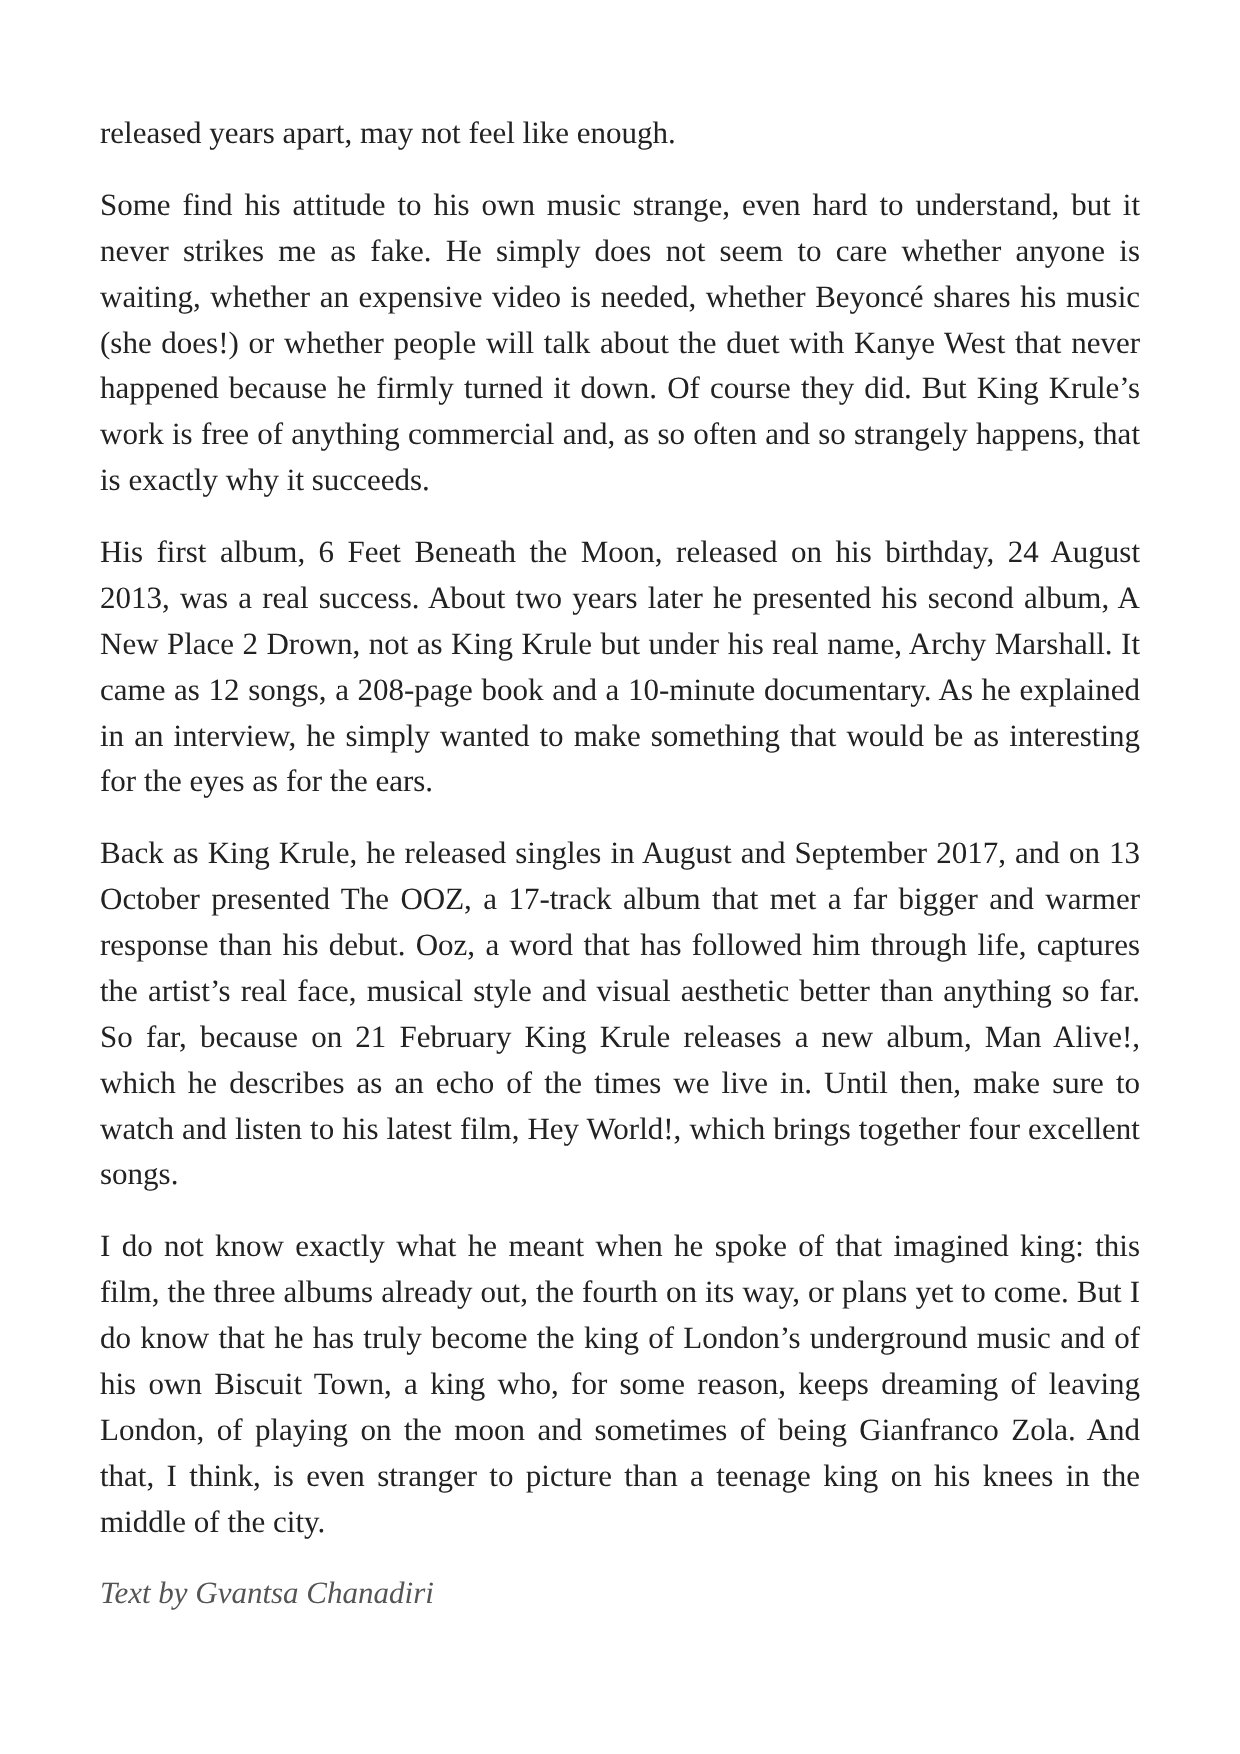 released years apart, may not feel like enough.
Some find his attitude to his own music strange, even hard to understand, but it
never strikes me as fake. He simply does not seem to care whether anyone is
waiting, whether an expensive video is needed, whether Beyoncé shares his music
(she does!) or whether people will talk about the duet with Kanye West that never
happened because he firmly turned it down. Of course they did. But King Krule’s
work is free of anything commercial and, as so often and so strangely happens, that
is exactly why it succeeds.
His first album, 6 Feet Beneath the Moon, released on his birthday, 24 August
2013, was a real success. About two years later he presented his second album, A
New Place 2 Drown, not as King Krule but under his real name, Archy Marshall. It
came as 12 songs, a 208-page book and a 10-minute documentary. As he explained
in an interview, he simply wanted to make something that would be as interesting
for the eyes as for the ears.
Back as King Krule, he released singles in August and September 2017, and on 13
October presented The OOZ, a 17-track album that met a far bigger and warmer
response than his debut. Ooz, a word that has followed him through life, captures
the artist’s real face, musical style and visual aesthetic better than anything so far.
So far, because on 21 February King Krule releases a new album, Man Alive!,
which he describes as an echo of the times we live in. Until then, make sure to
watch and listen to his latest film, Hey World!, which brings together four excellent
songs.
I do not know exactly what he meant when he spoke of that imagined king: this
film, the three albums already out, the fourth on its way, or plans yet to come. But I
do know that he has truly become the king of London’s underground music and of
his own Biscuit Town, a king who, for some reason, keeps dreaming of leaving
London, of playing on the moon and sometimes of being Gianfranco Zola. And
that, I think, is even stranger to picture than a teenage king on his knees in the
middle of the city.
Text by Gvantsa Chanadiri